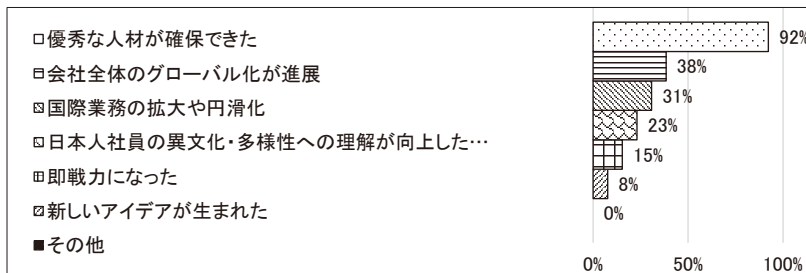 □優秀な人材が確保できた
会社全体のグローバル化が進展
国際業務の拡大や円滑化
日本人社員の異文化・多様性への理解が向上した…
即戦力になった
新しいアイデアが生まれた
■その他
92%
38%
31%
23%
15%
8%
0%
0% 50% 100%